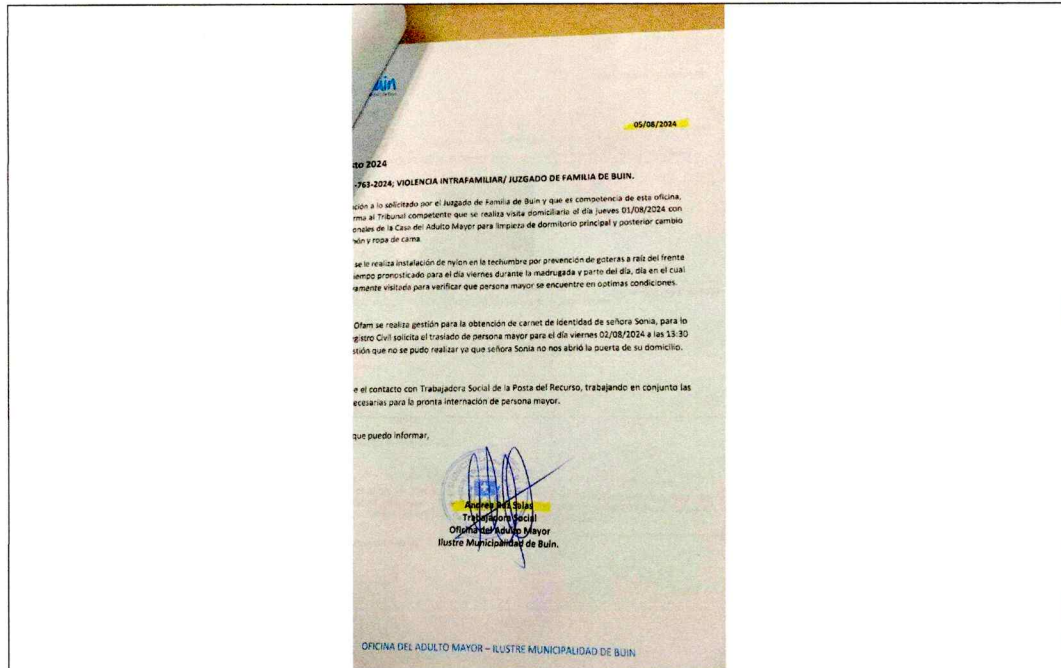 05/08/2024
sto 2024
-763-2024; VIOLENCIA INTRAFAMILIAR/ JUZGADO DE FAMILIA DE BUIN.
ción a lo solicitado por el Juzgado de Familia de Buin y que es competencia de esta oficina,
rma al Tribunal competente que se realiza visita domiciliaria el día jueves 01/08/2024 con
onales de la Casa del Adulto Mayor para limpieza de dormitorio principal y posterior cambio
y ropa de cama.
se le realiza instalación de nylon en la techumbre por prevención de goteras a raíz del frente
iempo pronosticado para el día viernes durante la madrugada y parte del día, día en el cual
vamente visitada para verificar que persona mayor se encuentre en optimas condiciones.
Ofam se realiza gestión para la obtención de carnet de identidad de señora Sonia, para lo
egistro Civil solicita el traslado de persona mayor para el día viernes 02/08/2024 a las 13:30
stión que no se pudo realizar ya que señora Sonia no nos abrió la puerta de su domicilio.
e el contacto con Trabajadora Social de la Posta del Recurso, trabajando en conjunto las
ecesarias para la pronta internación de persona mayor.
que puedo informar,
Andrea Salas
Trabajadora Social
Oficina del Adulto Mayor
Ilustre Municipalidad de Buin.
OFICINA DEL ADULTO MAYOR – ILUSTRE MUNICIPALIDAD DE BUIN